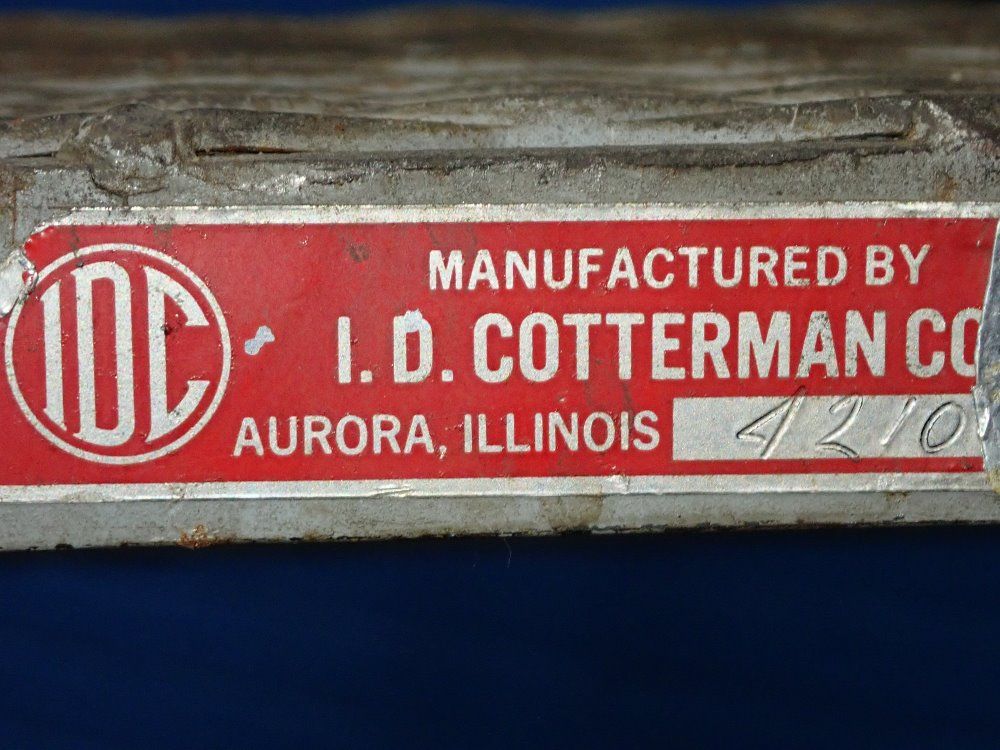 IDC
MANUFACTURED BY
I. D. COTTERMAN CO
AURORA, ILLINOIS 4210